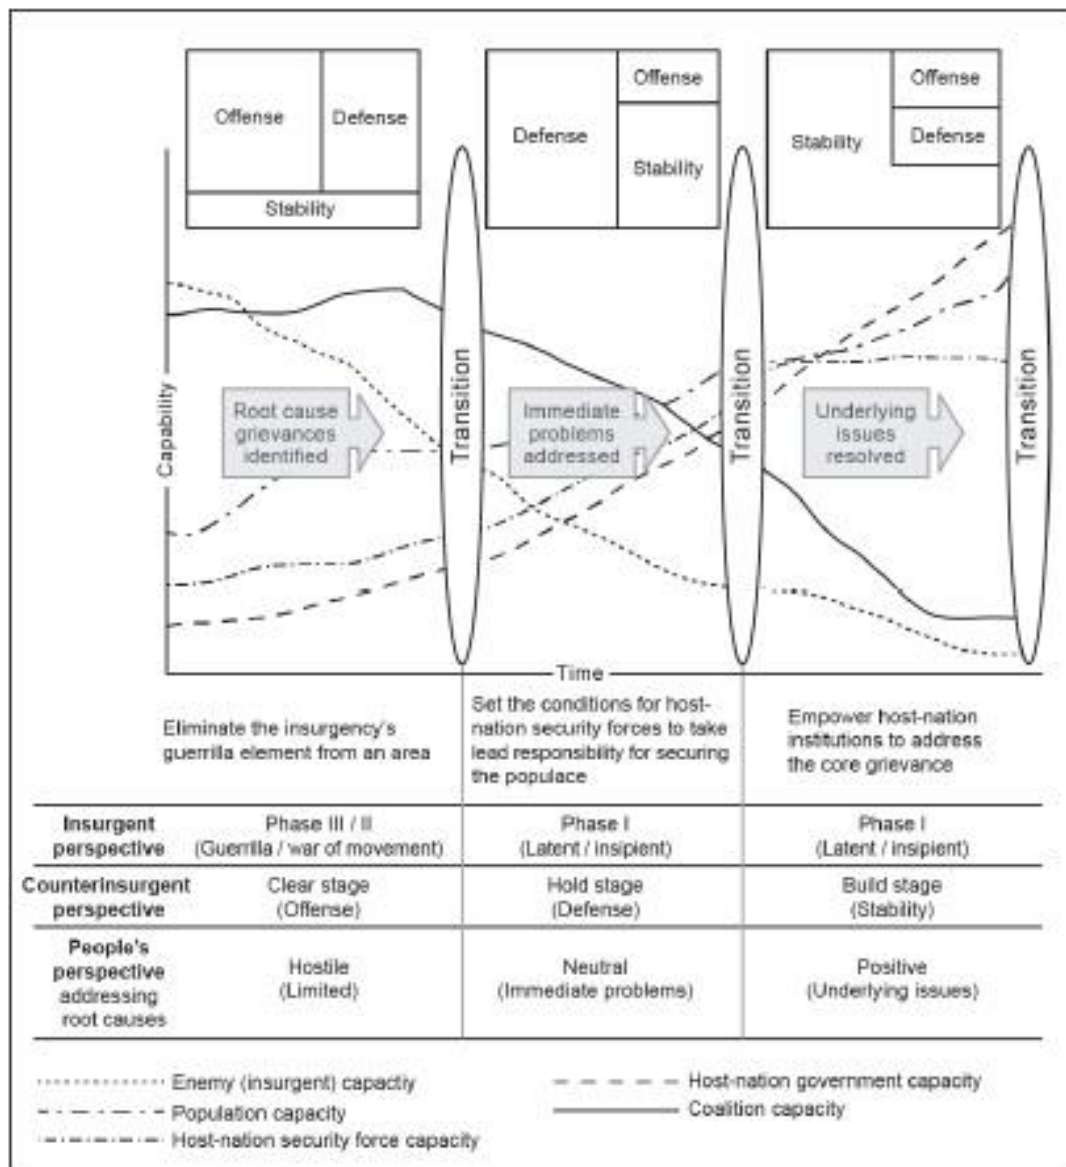 Offense
Defense
Stability
Defense
Offense
Stability
Stability
Offense
Defense
Capability
Root cause
grievances
identified
Transition
Immediate
problems
addressed
Transition
Underlying
issues
resolved
Transition
Time
Eliminate the insurgency's
guerrilla element from an area
Set the conditions for host-
nation security forces to take
lead responsibility for securing
the populace
Empower host-nation
institutions to address
the core grievance
Insurgent
perspective
Phase III / II
(Guerrilla / war of movement)
Phase I
(Latent / insipient)
Phase I
(Latent / insipient)
Counterinsurgent
perspective
Clear stage
(Offense)
Hold stage
(Defense)
Build stage
(Stability)
People's
perspective
addressing
root causes
Hostile
(Limited)
Neutral
(Immediate problems)
Positive
(Underlying issues)
Enemy (insurgent) capactiy
Population capacity
Host-nation security force capacity
Host-nation government capacity
Coalition capacity